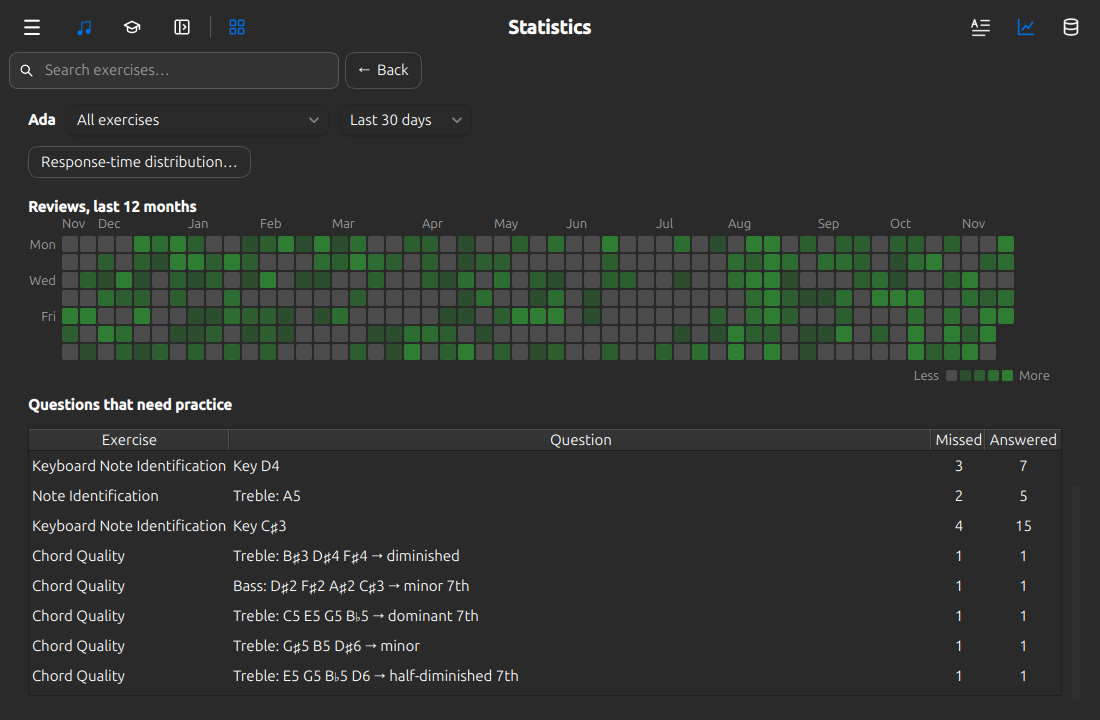 Statistics
Search exercises…
← Back
Ada All exercises Last 30 days
Response-time distribution…
Reviews, last 12 months
Nov Dec Jan Feb Mar Apr May Jun Jul Aug Sep Oct Nov
Mon
Wed
Fri
Less More
Questions that need practice
Exercise Question Missed Answered
Keyboard Note Identification Key D4 3 7
Note Identification Treble: A5 2 5
Keyboard Note Identification Key C♯3 4 15
Chord Quality Treble: B♯3 D♯4 F♯4 → diminished 1 1
Chord Quality Bass: D♯2 F♯2 A♯2 C♯3 → minor 7th 1 1
Chord Quality Treble: C5 E5 G5 B♭5 → dominant 7th 1 1
Chord Quality Treble: G♯5 B5 D♯6 → minor 1 1
Chord Quality Treble: E5 G5 B♭5 D6 → half-diminished 7th 1 1